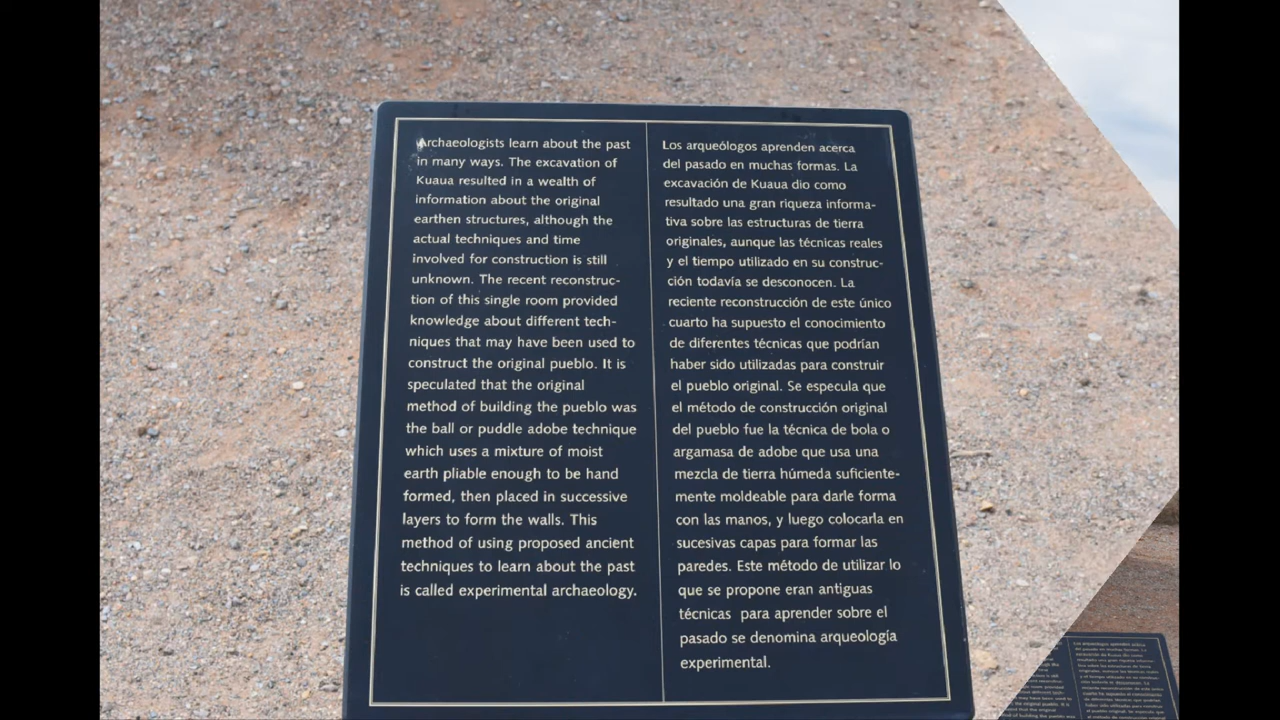 Archaeologists learn about the past
in many ways. The excavation of
Kuaua resulted in a wealth of
information about the original
earthen structures, although the
actual techniques and time
involved for construction is still
unknown. The recent reconstruc-
tion of this single room provided
knowledge about different tech-
niques that may have been used to
construct the original pueblo. It is
speculated that the original
method of building the pueblo was
the ball or puddle adobe technique
which uses a mixture of moist
earth pliable enough to be hand
formed, then placed in successive
layers to form the walls. This
method of using proposed ancient
techniques to learn about the past
is called experimental archaeology.
Los arqueólogos aprenden acerca
del pasado en muchas formas. La
excavación de Kuaua dio como
resultado una gran riqueza informa-
tiva sobre las estructuras de tierra
originales, aunque las técnicas reales
y el tiempo utilizado en su construc-
ción todavía se desconocen. La
reciente reconstrucción de este único
cuarto ha supuesto el conocimiento
de diferentes técnicas que podrían
haber sido utilizadas para construir
el pueblo original. Se especula que
el método de construcción original
del pueblo fue la técnica de bola o
argamasa de adobe que usa una
mezcla de tierra húmeda suficiente-
mente moldeable para darle forma
con las manos, y luego colocarla en
sucesivas capas para formar las
paredes. Este método de utilizar lo
que se propone eran antiguas
técnicas para aprender sobre el
pasado se denomina arqueología
experimental.